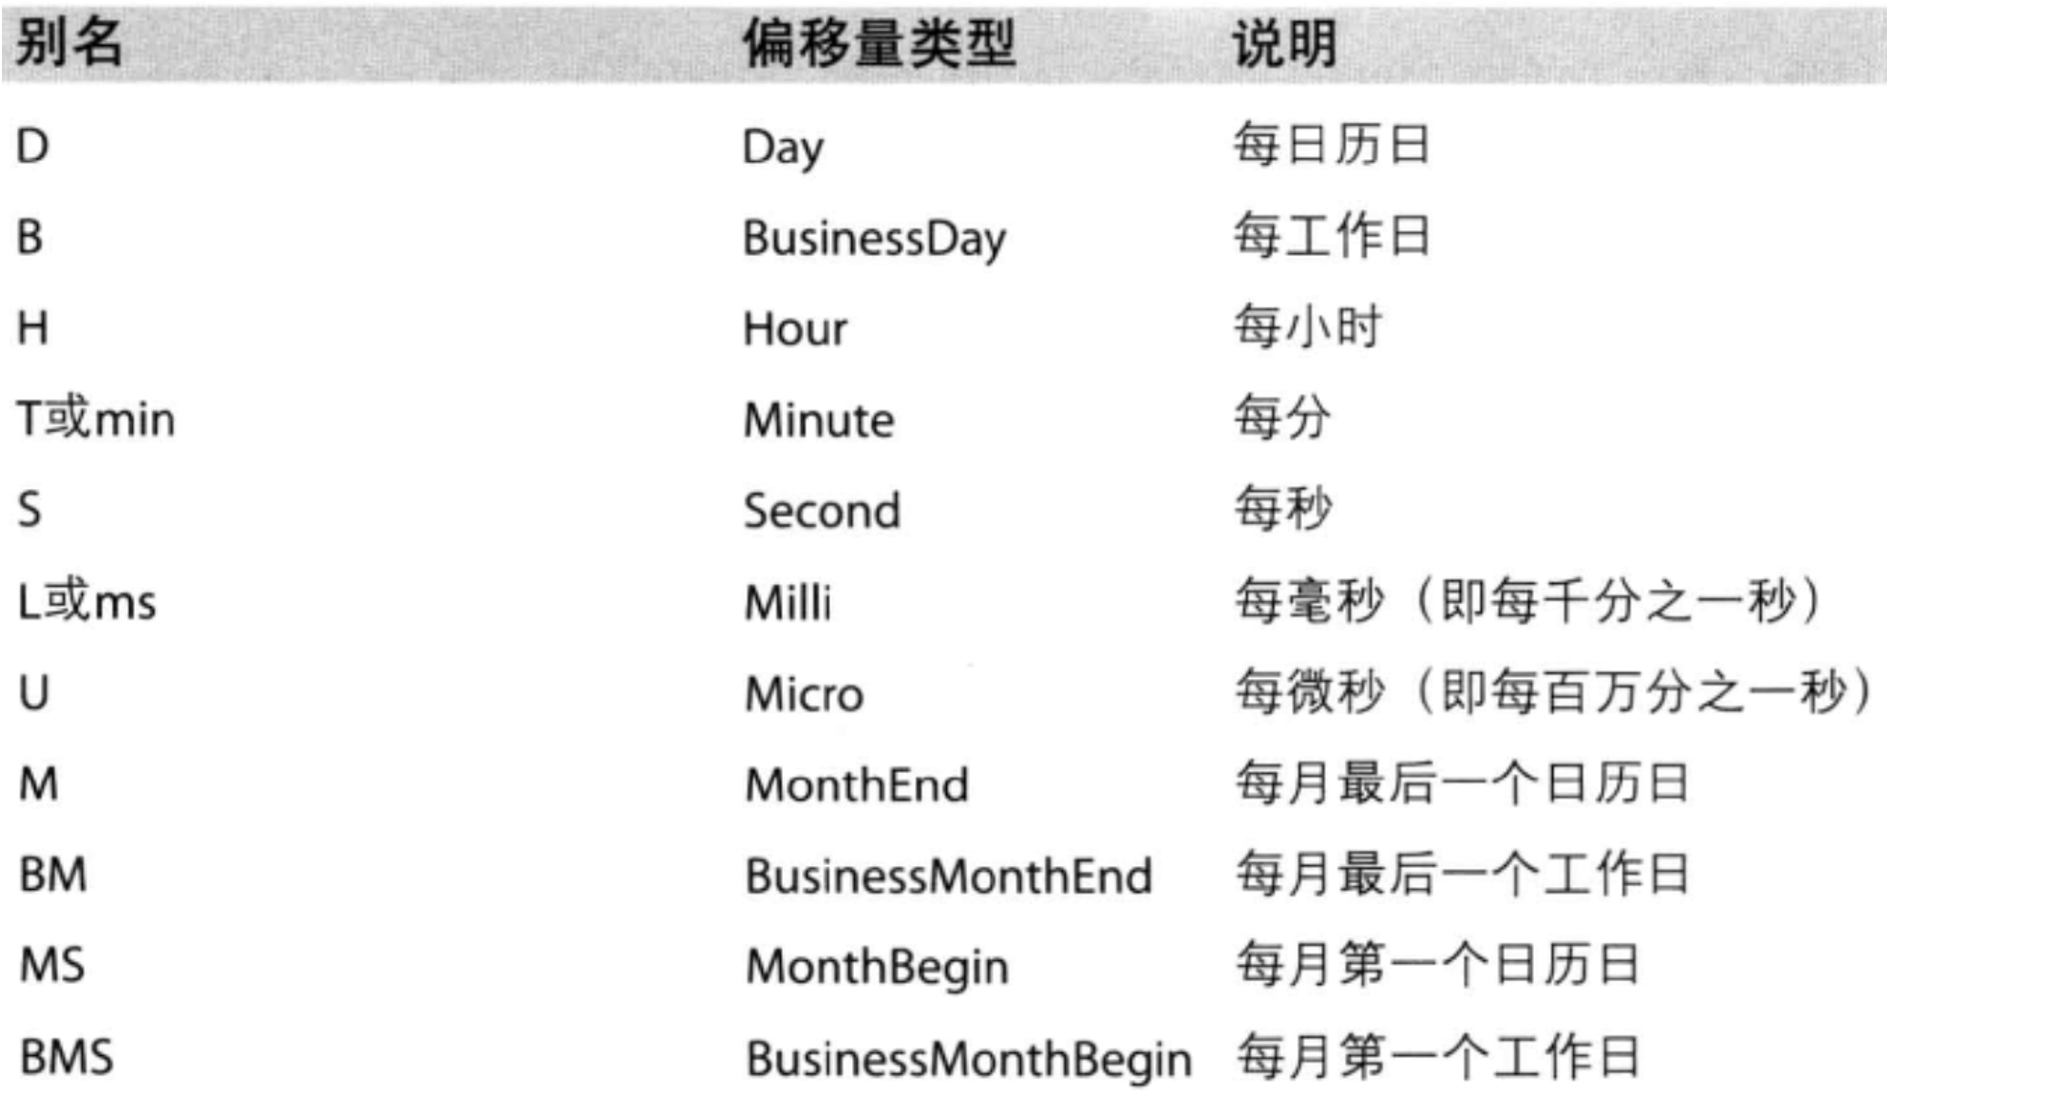 别名 偏移量类型 说明
D Day 每日历日
B BusinessDay 每工作日
H Hour 每小时
T或min Minute 每分
S Second 每秒
L或ms Milli 每毫秒（即每千分之一秒）
U Micro 每微秒（即每百万分之一秒）
M MonthEnd 每月最后一个日历日
BM BusinessMonthEnd 每月最后一个工作日
MS MonthBegin 每月第一个日历日
BMS BusinessMonthBegin 每月第一个工作日